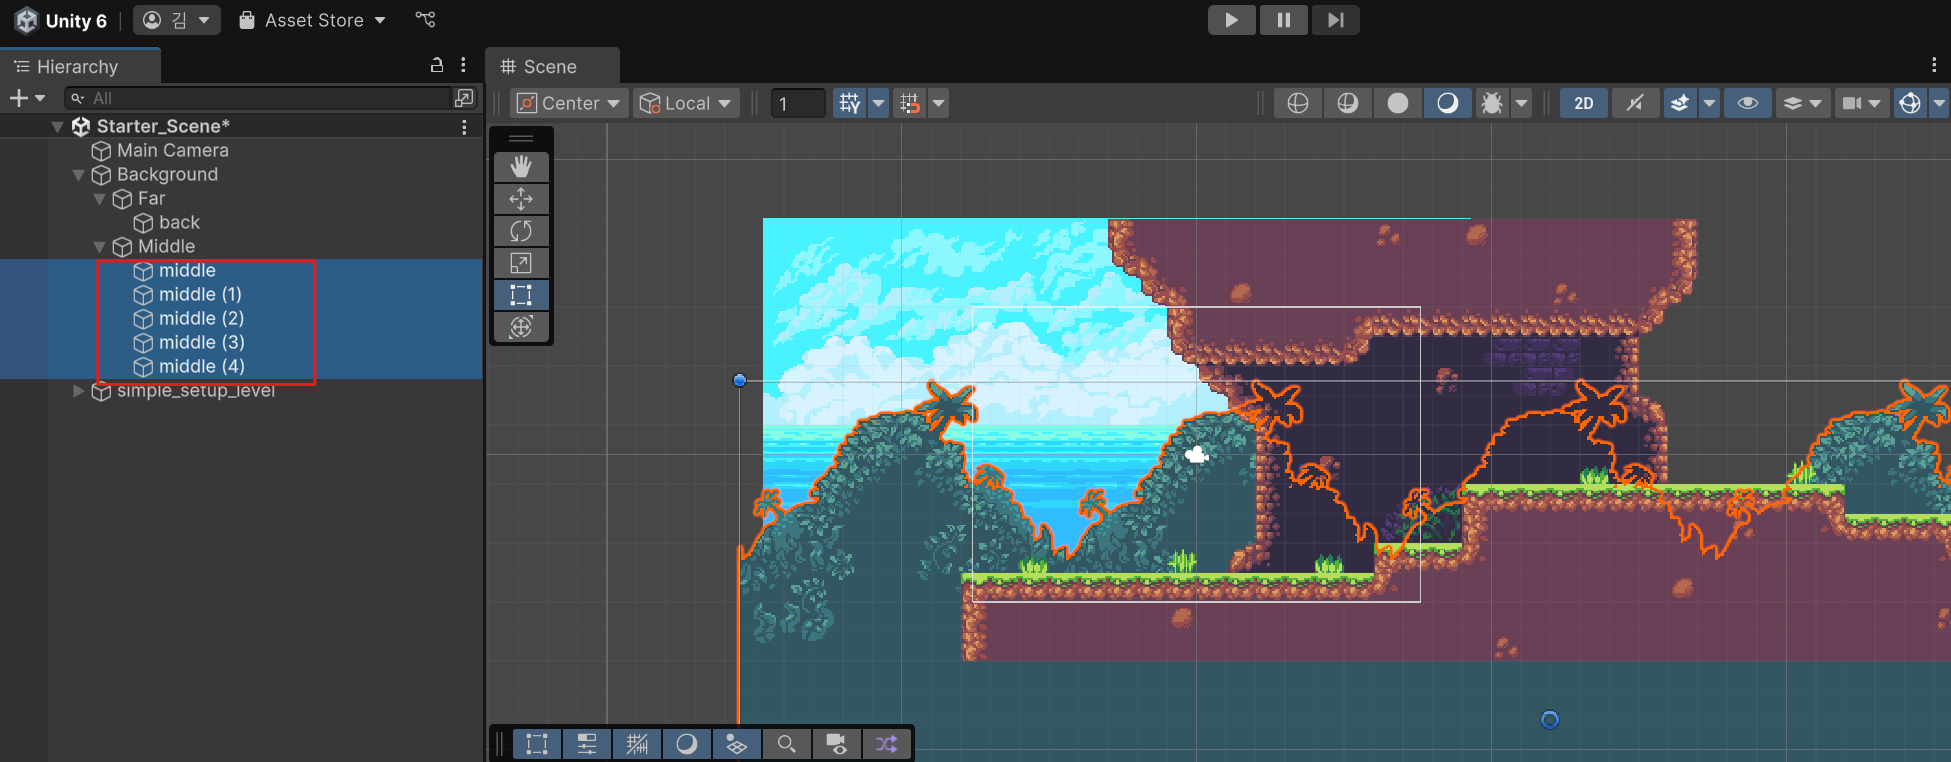 Unity 6 김 Asset Store
Hierarchy
Scene
All
Center Local 1 2D
Starter_Scene*
Main Camera
Background
Far
back
Middle
middle
middle (1)
middle (2)
middle (3)
middle (4)
simple_setup_level